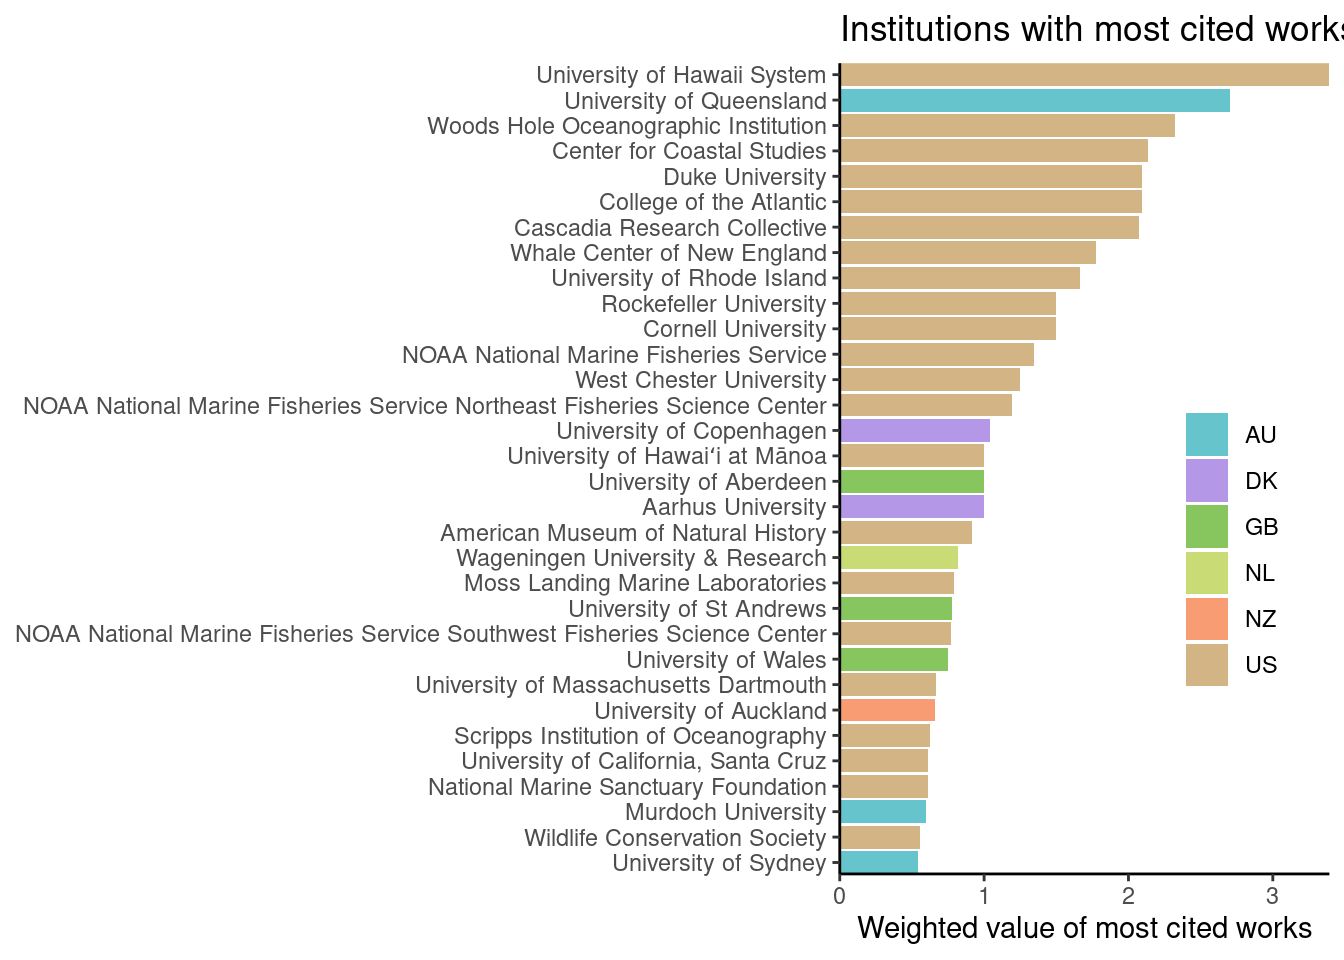 Institutions with most cited works
University of Hawaii System
University of Queensland
Woods Hole Oceanographic Institution
Center for Coastal Studies
Duke University
College of the Atlantic
Cascadia Research Collective
Whale Center of New England
University of Rhode Island
Rockefeller University
Cornell University
NOAA National Marine Fisheries Service
West Chester University
NOAA National Marine Fisheries Service Northeast Fisheries Science Center
University of Copenhagen
University of Hawaiʻi at Mānoa
University of Aberdeen
Aarhus University
American Museum of Natural History
Wageningen University & Research
Moss Landing Marine Laboratories
University of St Andrews
NOAA National Marine Fisheries Service Southwest Fisheries Science Center
University of Wales
University of Massachusetts Dartmouth
University of Auckland
Scripps Institution of Oceanography
University of California, Santa Cruz
National Marine Sanctuary Foundation
Murdoch University
Wildlife Conservation Society
University of Sydney
AU
DK
GB
NL
NZ
US
0 1 2 3
Weighted value of most cited works